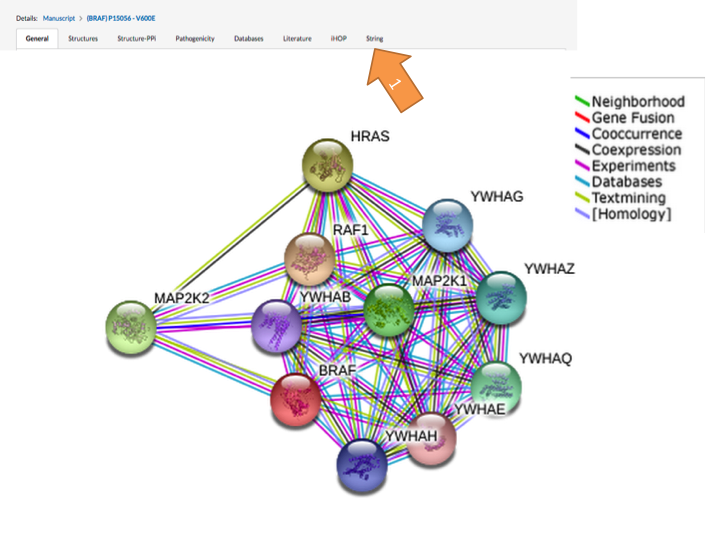 Details: Manuscript > (BRAF) P15056 - V600E
General Structures Structure-PPi Pathogenicity Databases Literature iHOP String
1
Neighborhood
Gene Fusion
Cooccurrence
Coexpression
Experiments
Databases
Textmining
[Homology]
HRAS
YWHAG
RAF1
YWHAZ
MAP2K1
MAP2K2
YWHAB
YWHAQ
BRAF
YWHAE
YWHAH